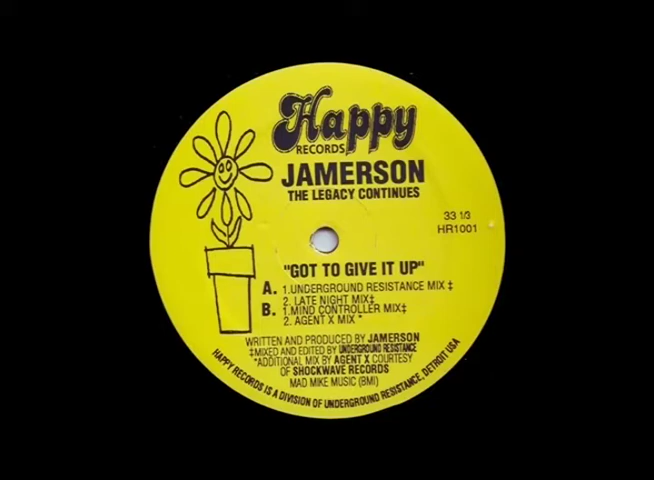 Happy
RECORDS
JAMERSON
THE LEGACY CONTINUES
33 1/3
HR1001
"GOT TO GIVE IT UP"
A. 1.UNDERGROUND RESISTANCE MIX ‡
2. LATE NIGHT MIX‡
B. 1.MIND CONTROLLER MIX‡
2. AGENT X MIX *
WRITTEN AND PRODUCED BY JAMERSON
‡MIXED AND EDITED BY UNDERGROUND RESISTANCE
*ADDITIONAL MIX BY AGENT X COURTESY
OF SHOCKWAVE RECORDS
MAD MIKE MUSIC (BMI)
HAPPY RECORDS IS A DIVISION OF UNDERGROUND RESISTANCE, DETROIT USA